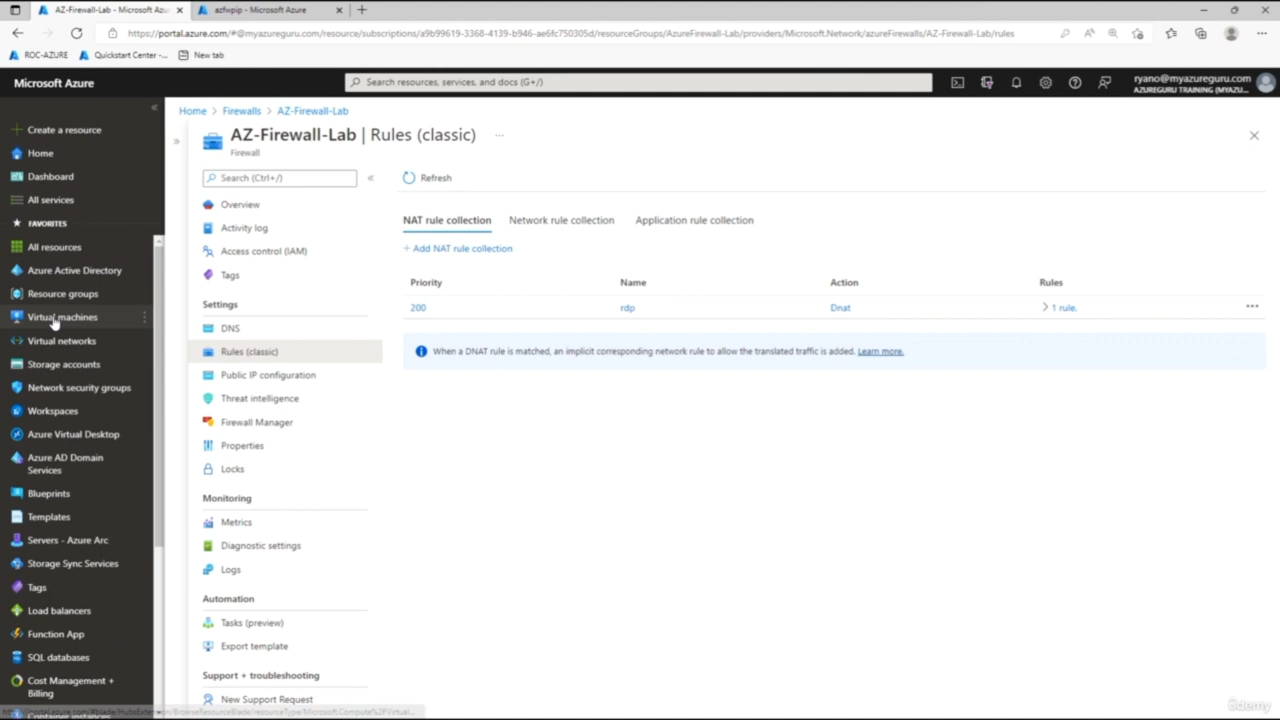 AZ-Firewall-Lab - Microsoft Azu
azfwpip - Microsoft Azure
https://portal.azure.com/#@myazureguru.com/resource/subscriptions/a9b99619-3368-4139-b946-ae6fc750305d/resourceGroups/AzureFirewall-Lab/providers/Microsoft.Network/azureFirewalls/AZ-Firewall-Lab/rules
ROC-AZURE
Quickstart Center -...
New tab
Microsoft Azure
Search resources, services, and docs (G+/)
ryano@myazureguru.com
AZUREGURU TRAINING (MYAZU...
Create a resource
Home
Dashboard
All services
FAVORITES
All resources
Azure Active Directory
Resource groups
Virtual machines
Virtual networks
Storage accounts
Network security groups
Workspaces
Azure Virtual Desktop
Azure AD Domain
Services
Blueprints
Templates
Servers - Azure Arc
Storage Sync Services
Tags
Load balancers
Function App
SQL databases
Cost Management +
Billing
Home > Firewalls > AZ-Firewall-Lab
AZ-Firewall-Lab | Rules (classic) ...
Firewall
Search (Ctrl+/)
Overview
Activity log
Access control (IAM)
Tags
Settings
DNS
Rules (classic)
Public IP configuration
Threat intelligence
Firewall Manager
Properties
Locks
Monitoring
Metrics
Diagnostic settings
Logs
Automation
Tasks (preview)
Export template
Support + troubleshooting
New Support Request
Refresh
NAT rule collection
Network rule collection
Application rule collection
+ Add NAT rule collection
Priority Name Action Rules
200 rdp Dnat > 1 rule. ...
When a DNAT rule is matched, an implicit corresponding network rule to allow the translated traffic is added. Learn more.
ûdemy